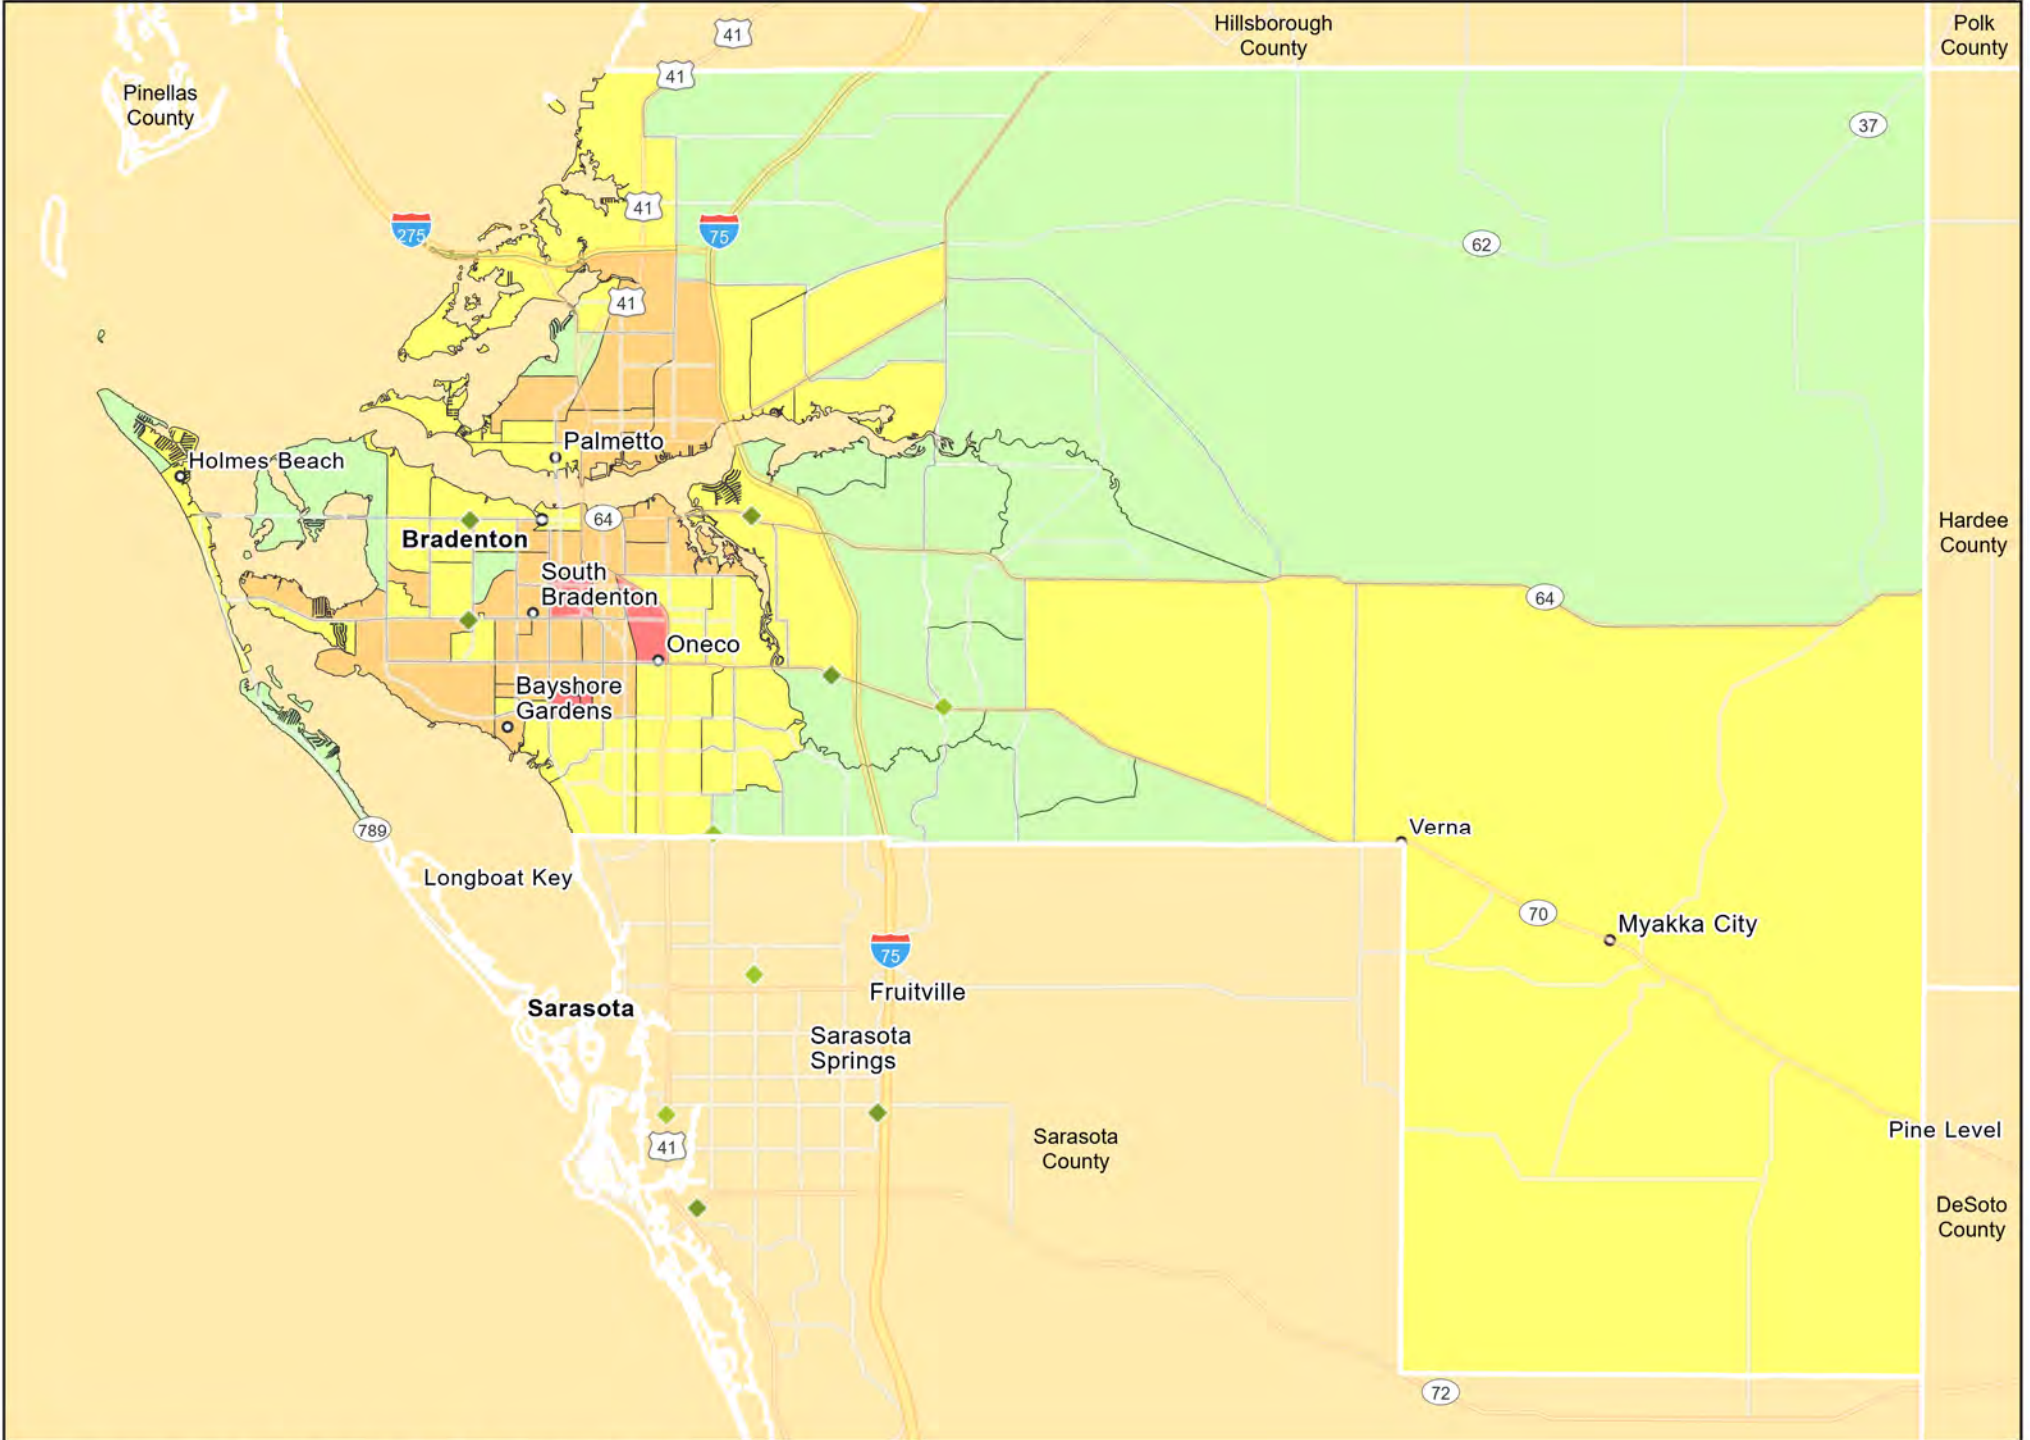 41
Hillsborough
County
Polk
County
41
Pinellas
County
37
41
275
75
62
41
Palmetto
Holmes Beach
64
Bradenton
Hardee
County
South
Bradenton
64
Oneco
Bayshore
Gardens
789
Verna
Longboat Key
70
Myakka City
75
Fruitville
Sarasota
Sarasota
Springs
41
Sarasota
County
Pine Level
DeSoto
County
72